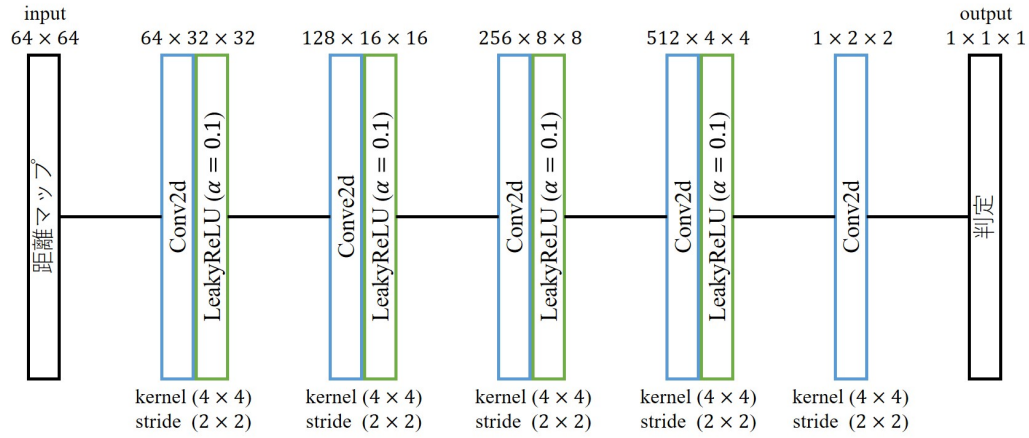 input
64 × 64
距離マップ
64 × 32 × 32
Conv2d
LeakyReLU (α = 0.1)
kernel (4 × 4)
stride (2 × 2)
128 × 16 × 16
Conve2d
LeakyReLU (α = 0.1)
kernel (4 × 4)
stride (2 × 2)
256 × 8 × 8
Conv2d
LeakyReLU (α = 0.1)
kernel (4 × 4)
stride (2 × 2)
512 × 4 × 4
Conv2d
LeakyReLU (α = 0.1)
kernel (4 × 4)
stride (2 × 2)
1 × 2 × 2
Conv2d
kernel (4 × 4)
stride (2 × 2)
output
1 × 1 × 1
判定